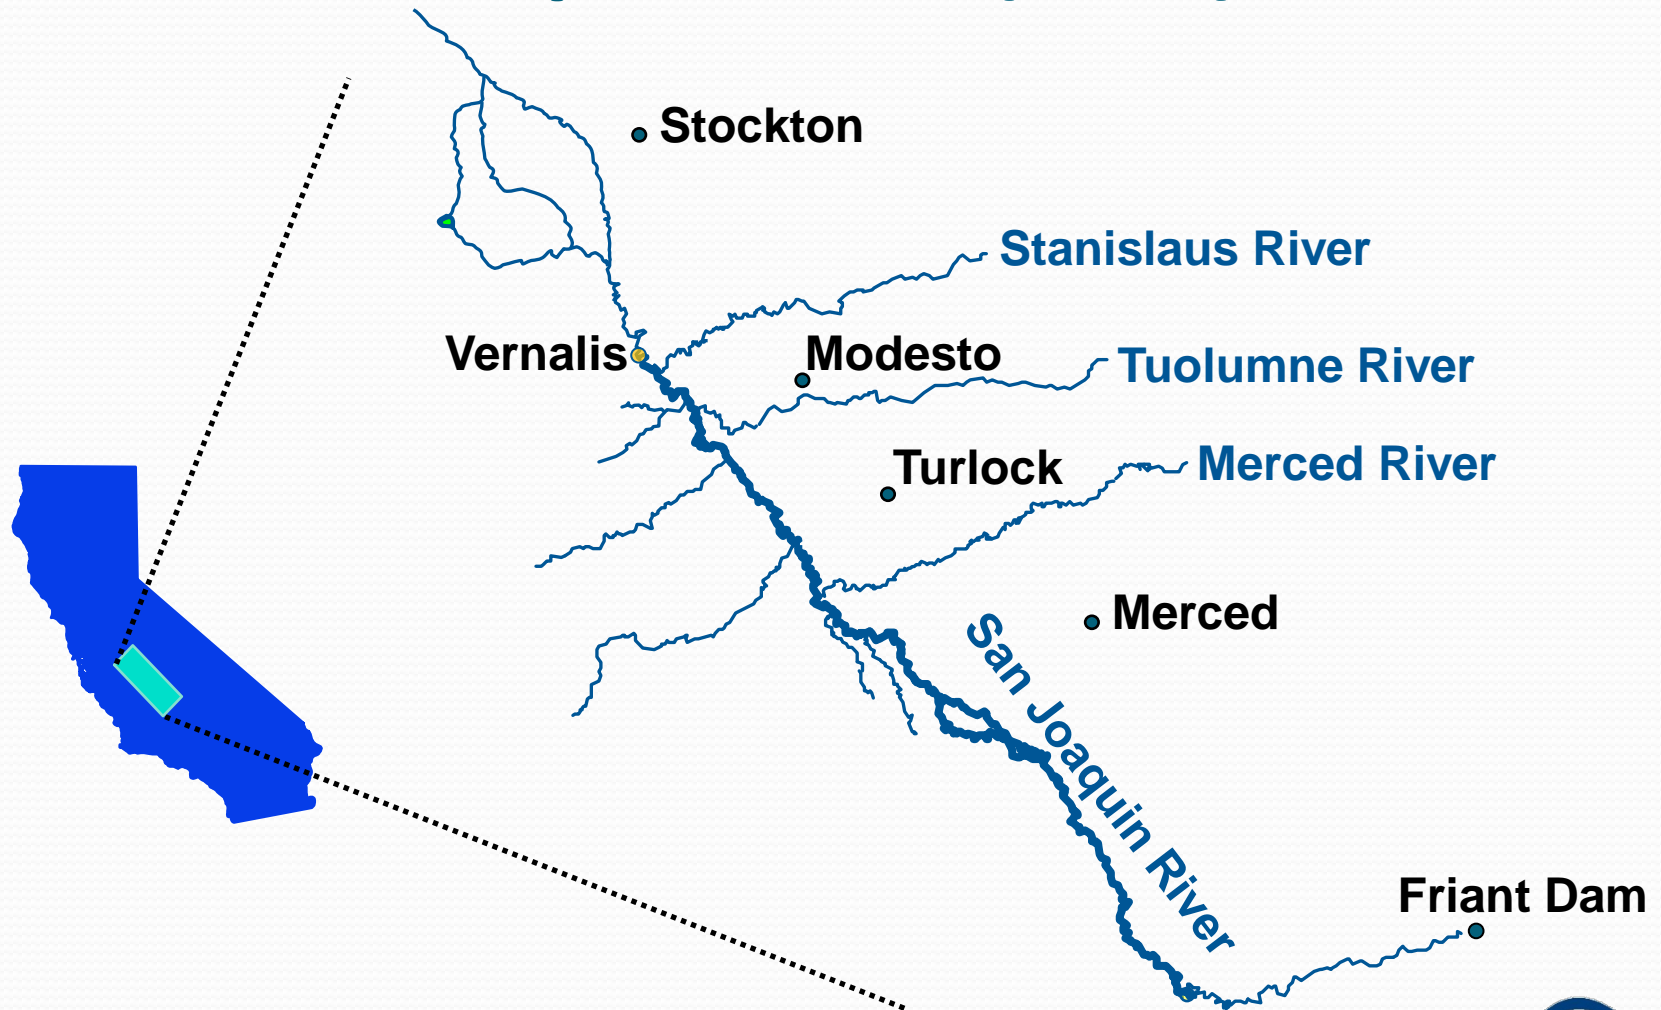 Stockton
Stanislaus River
Vernalis
Modesto
Tuolumne River
Turlock
Merced River
Merced
San Joaquin River
Friant Dam